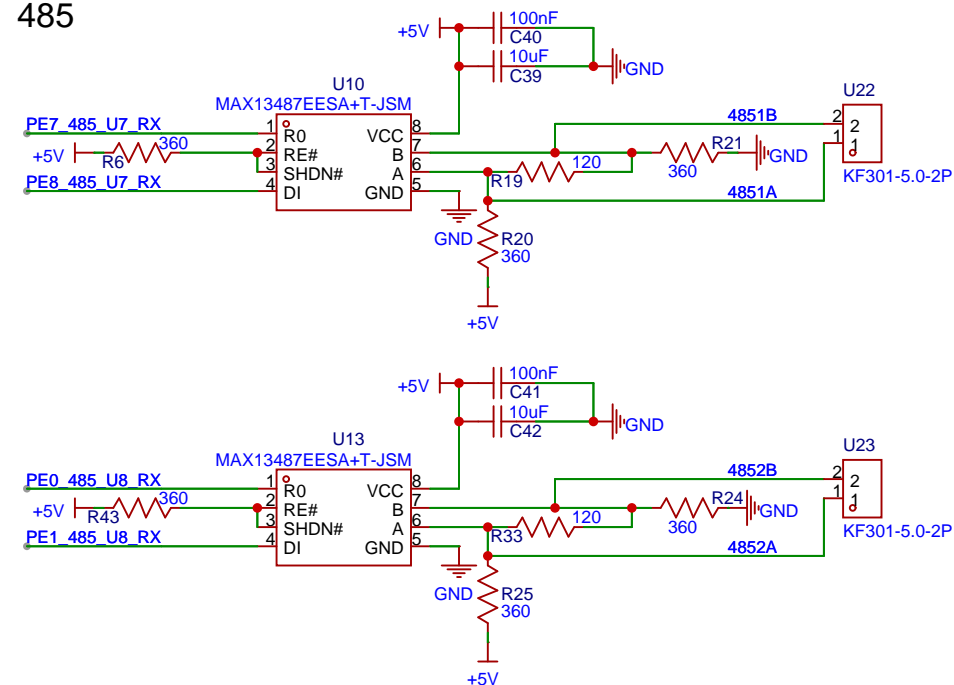 485
+5V
100nF
C40
10uF
C39
GND
U10
MAX13487EESA+T-JSM
PE7_485_U7_RX
+5V
R6
360
PE8_485_U7_RX
1
2
3
4
R0
RE#
SHDN#
DI
VCC
B
A
GND
8
7
6
5
GND
R19
120
R20
360
+5V
R21
360
GND
4851B
4851A
U22
2
1
2
1
KF301-5.0-2P
+5V
100nF
C41
10uF
C42
GND
U13
MAX13487EESA+T-JSM
PE0_485_U8_RX
+5V
R43
360
PE1_485_U8_RX
1
2
3
4
R0
RE#
SHDN#
DI
VCC
B
A
GND
8
7
6
5
GND
R33
120
R25
360
+5V
R24
360
GND
4852B
4852A
U23
2
1
2
1
KF301-5.0-2P